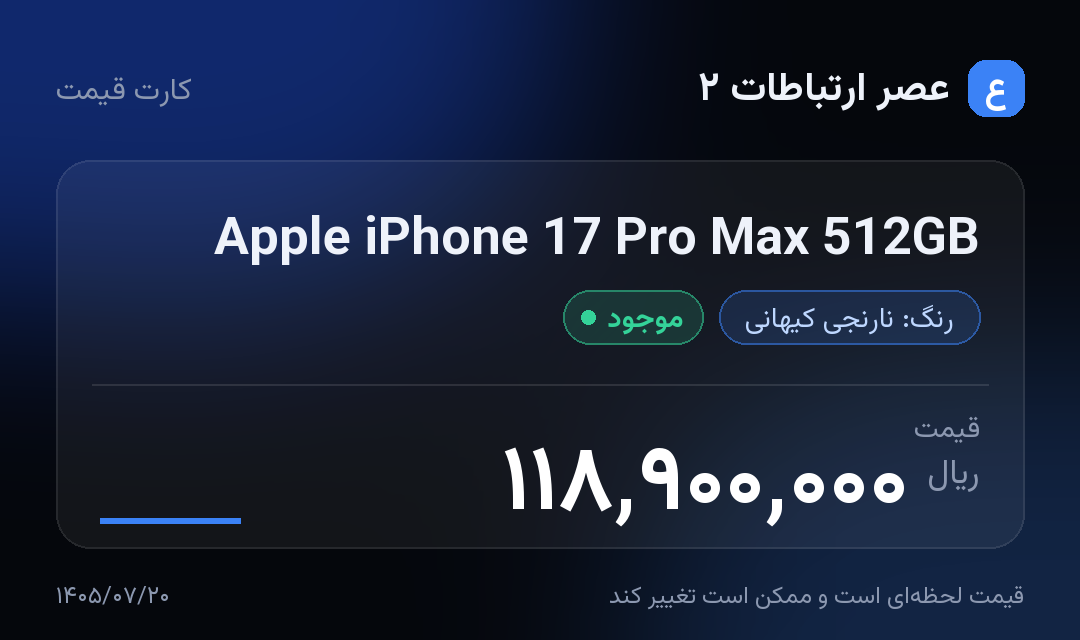 ع عصر ارتباطات ۲
کارت قیمت
Apple iPhone 17 Pro Max 512GB
رنگ: نارنجی کیهانی
موجود
قیمت
۱۱۸,۹۰۰,۰۰۰ ریال
قیمت لحظه‌ای است و ممکن است تغییر کند
۱۴۰۵/۰۷/۲۰